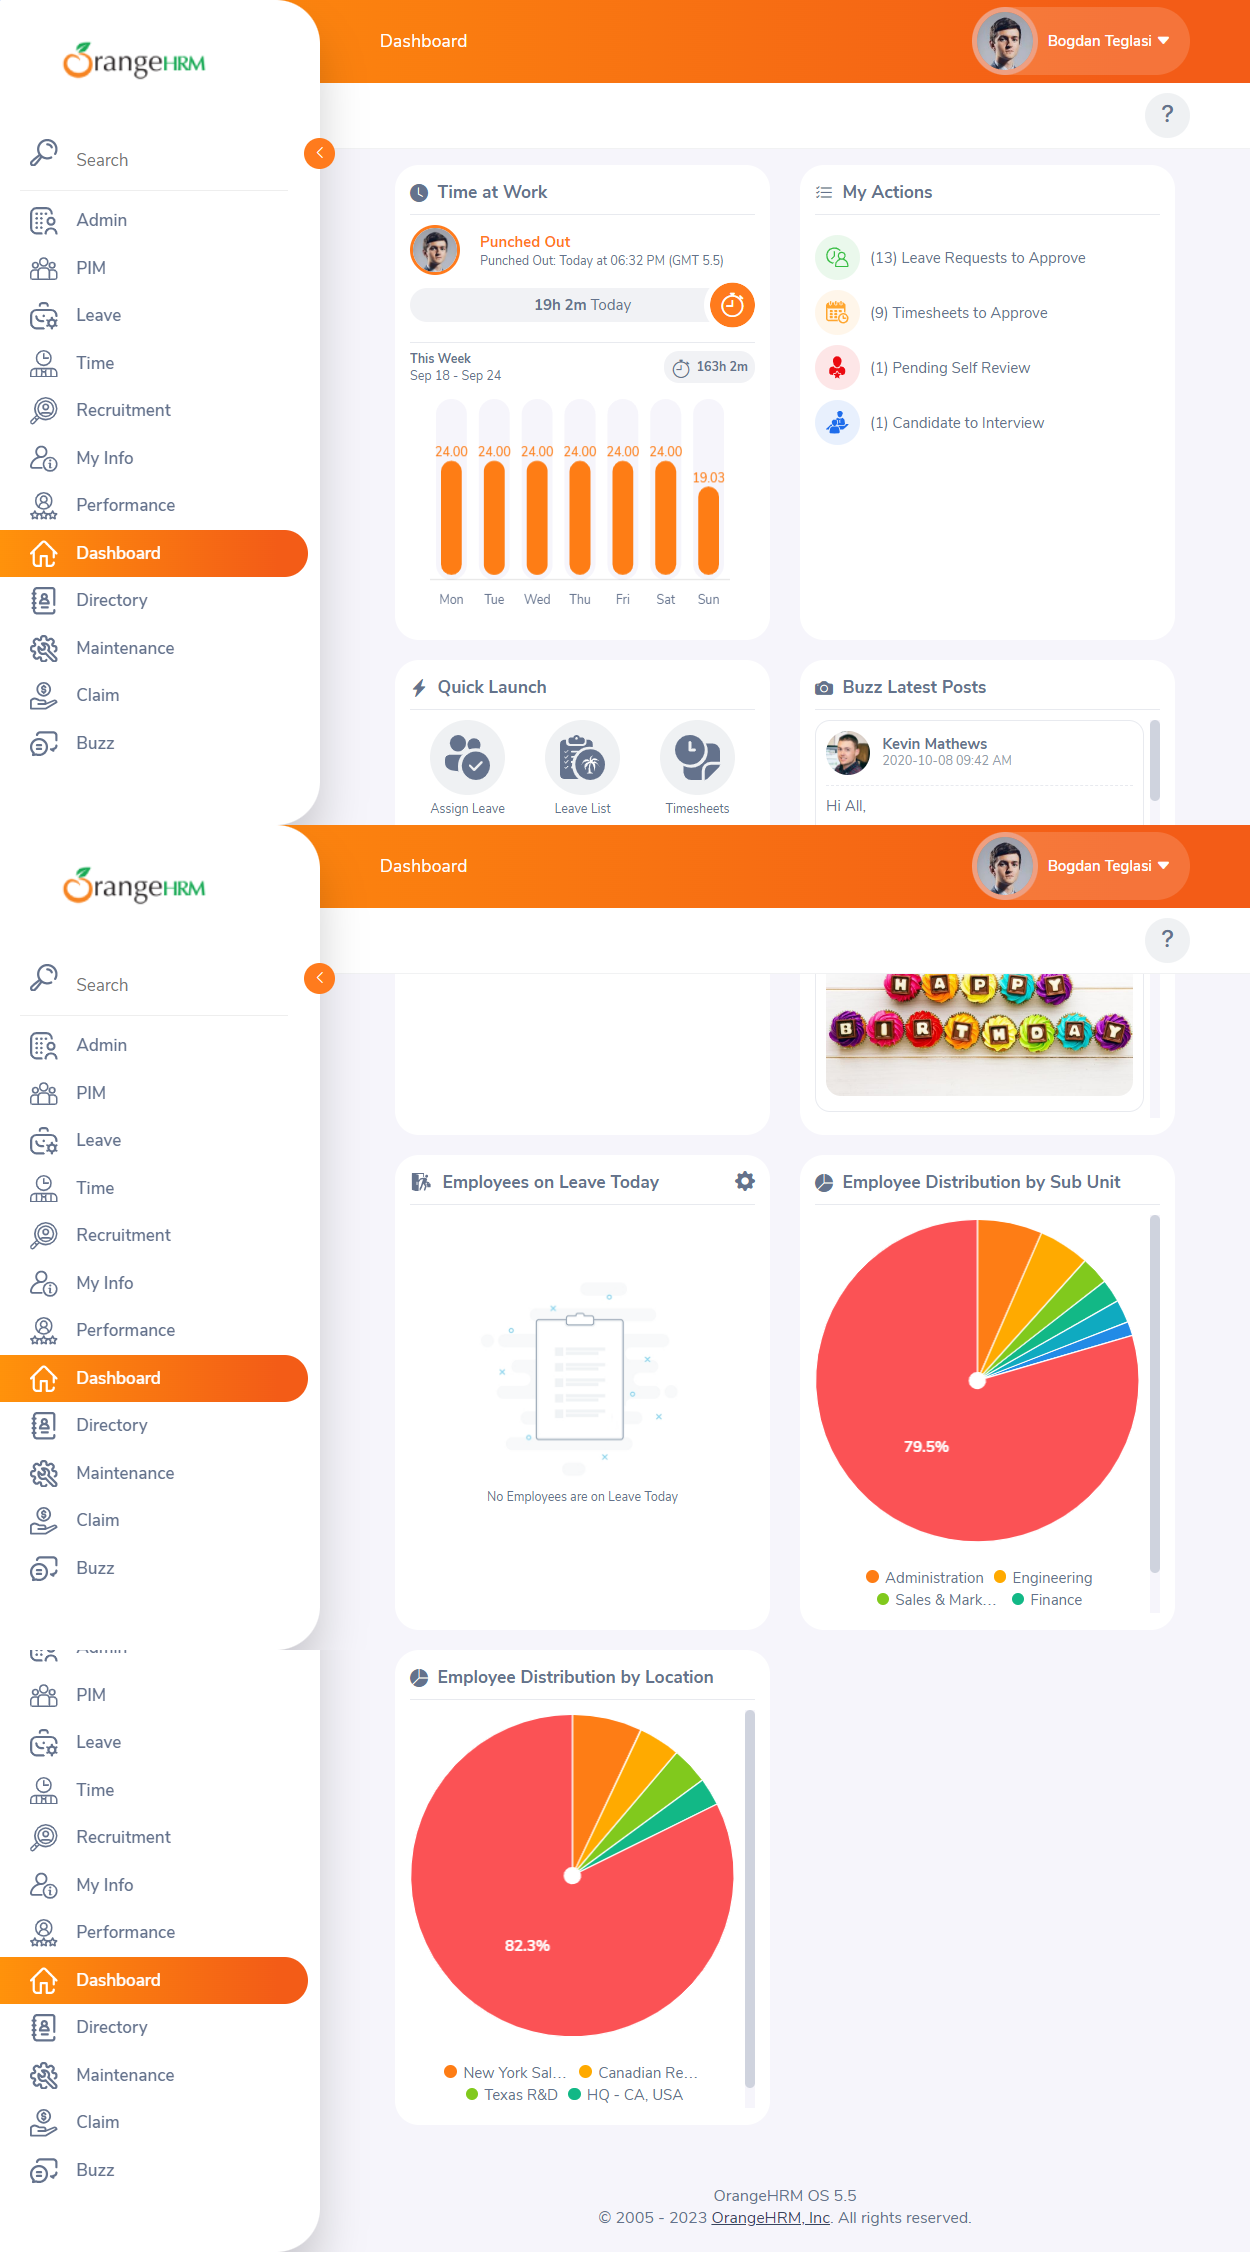 OrangeHRM
Dashboard
Bogdan Teglasi
?
Search
Admin
PIM
Leave
Time
Recruitment
My Info
Performance
Dashboard
Directory
Maintenance
Claim
Buzz
Time at Work
Punched Out
Punched Out: Today at 06:32 PM (GMT 5.5)
19h 2m Today
This Week
Sep 18 - Sep 24
163h 2m
24.00 24.00 24.00 24.00 24.00 24.00 19.03
Mon Tue Wed Thu Fri Sat Sun
My Actions
(13) Leave Requests to Approve
(9) Timesheets to Approve
(1) Pending Self Review
(1) Candidate to Interview
Quick Launch
Assign Leave Leave List Timesheets
Buzz Latest Posts
Kevin Mathews
2020-10-08 09:42 AM
Hi All,
OrangeHRM
Dashboard
Bogdan Teglasi
?
Search
Admin
PIM
Leave
Time
Recruitment
My Info
Performance
Dashboard
Directory
Maintenance
Claim
Buzz
HAPPY
BIRTHDAY
Employees on Leave Today
No Employees are on Leave Today
Employee Distribution by Sub Unit
79.5%
Administration Engineering
Sales & Mark... Finance
Admin
PIM
Leave
Time
Recruitment
My Info
Performance
Dashboard
Directory
Maintenance
Claim
Buzz
Employee Distribution by Location
82.3%
New York Sal... Canadian Re...
Texas R&D HQ - CA, USA
OrangeHRM OS 5.5
© 2005 - 2023 OrangeHRM, Inc. All rights reserved.